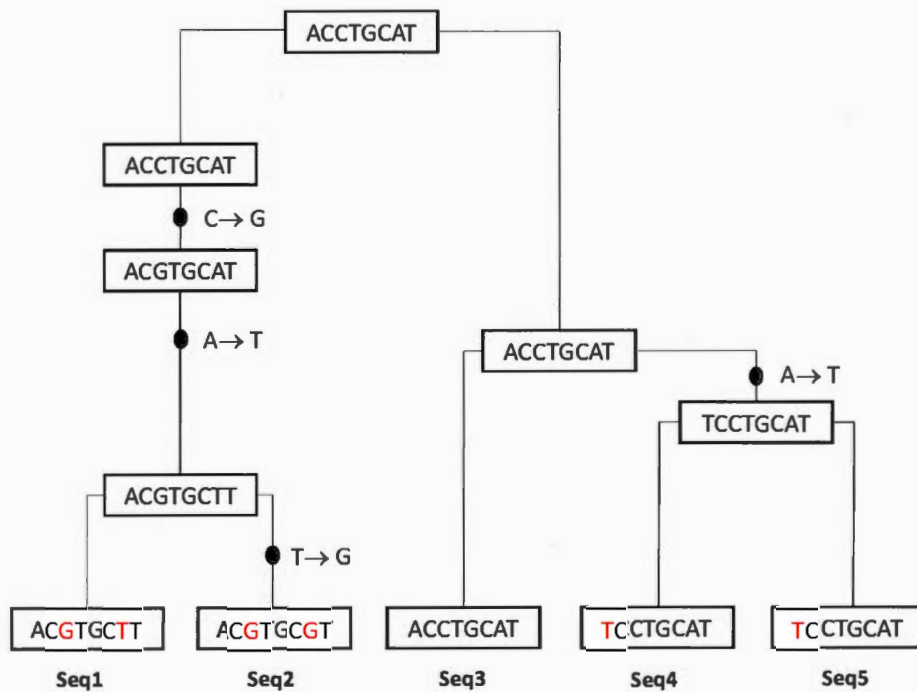 ACCTGCAT
ACCTGCAT
C→ G
ACGTGCAT
A→ T
ACCTGCAT
A→ T
TCCTGCAT
ACGTGCTT
T→ G
ACGTGCTT
ACGTGCGT
ACCTGCAT
TCCTGCAT
TCCTGCAT
Seq1
Seq2
Seq3
Seq4
Seq5